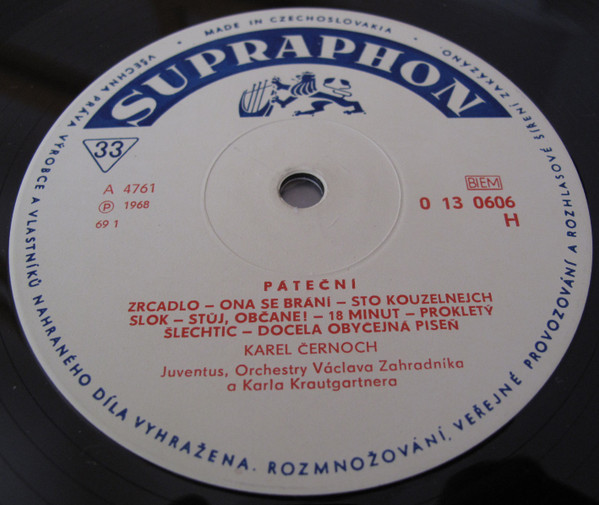 • MADE IN CZECHOSLOVAKIA •
VŠECHNA PRÁVA VÝROBCE A VLASTNÍKŮ NAHRANÉHO DÍLA VYHRAŽENA. ROZMNOŽOVÁNÍ, VEŘEJNÉ PROVOZOVÁNÍ A ROZHLASOVÉ ŠÍŘENÍ ZAKÁZÁNO.
SUPRAPHON
33
A 4761
Ⓟ 1968
69 1
BIEM
0 13 0606
H
PÁTEČNÍ
ZRCADLO – ONA SE BRÁNÍ – STO KOUZELNEJCH
SLOK – STŮJ, OBČANE! – 18 MINUT – PROKLETÝ
ŠLECHTIC – DOCELA OBYČEJNÁ PÍSEŇ
KAREL ČERNOCH
Juventus, Orchestry Václava Zahradníka
a Karla Krautgartnera